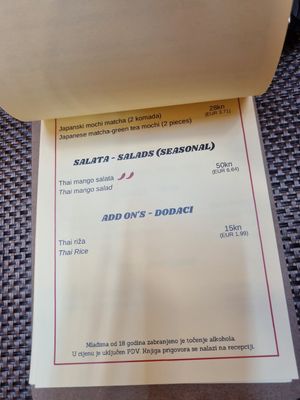 Japanski mochi matcha (2 komada)
28kn
Japanese matcha-green tea mochi (2 pieces)
(EUR 3.71)
SALATA - SALADS (SEASONAL)
Thai mango salata
50kn
Thai mango salad
(EUR 6.64)
ADD ON'S - DODACI
Thai riža
15kn
Thai Rice
(EUR 1.99)
Mlađima od 18 godina zabranjeno je točenje alkohola.
U cijenu je uključen PDV. Knjiga prigovora se nalazi na recepciji.